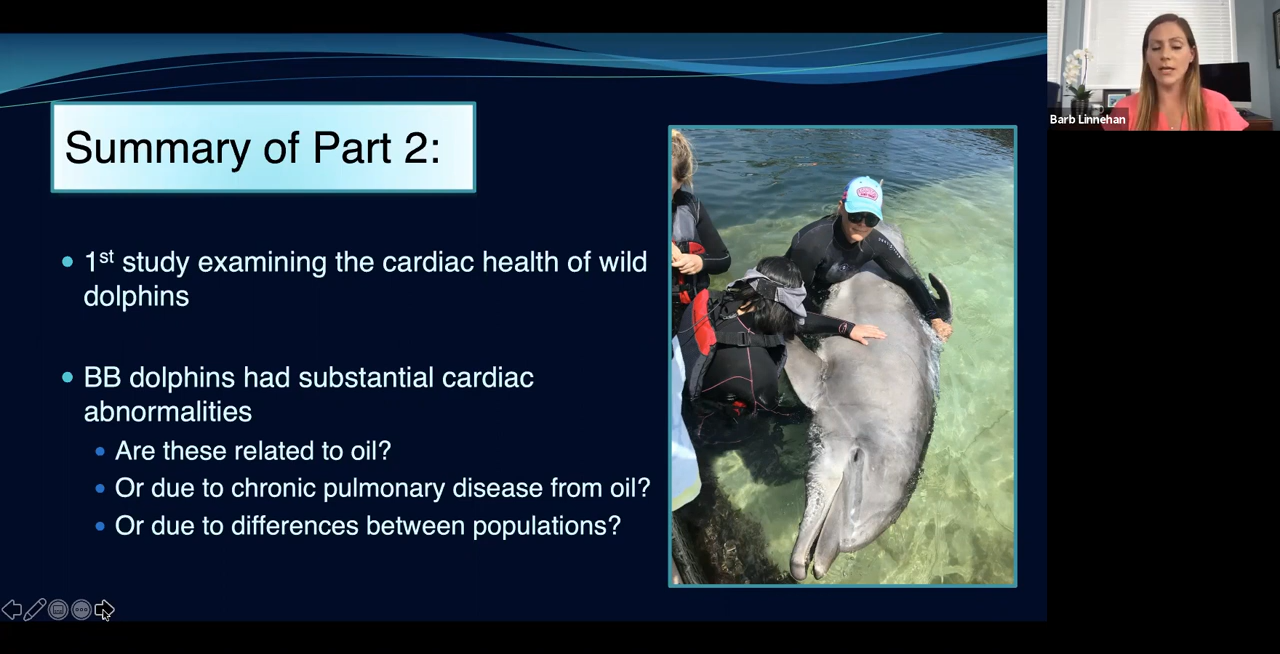 Summary of Part 2:
1st study examining the cardiac health of wild
dolphins
BB dolphins had substantial cardiac
abnormalities
Are these related to oil?
Or due to chronic pulmonary disease from oil?
Or due to differences between populations?
Barb Linnehan